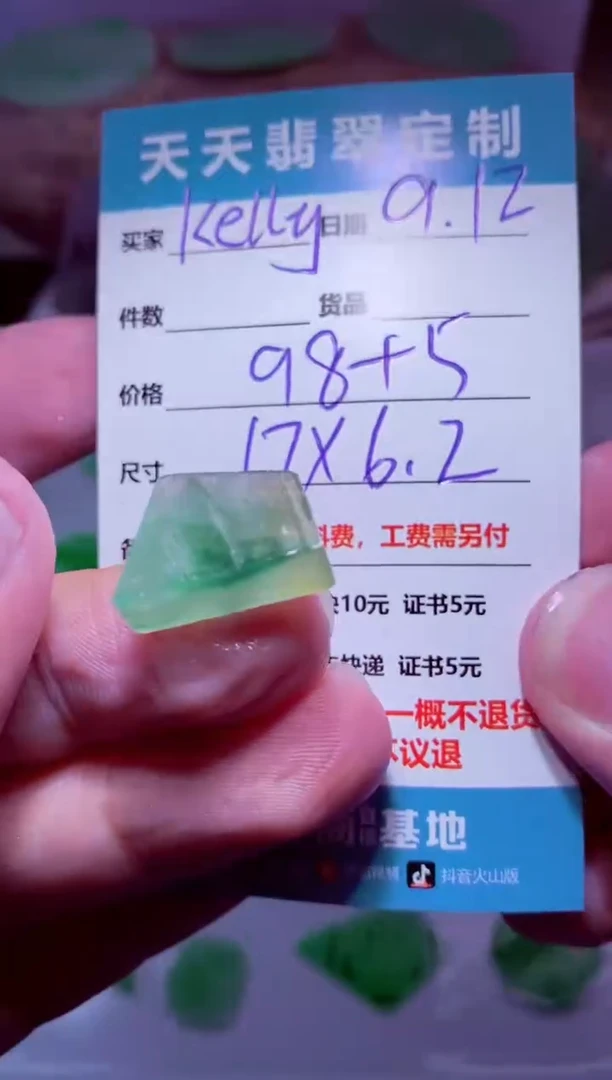 天天翡翠定制
买家 Kelly 日期 9.12
件数 货品
价格 98+5
尺寸 17X6.2
费，工费需另付
10元 证书5元
快递 证书5元
一概不退货
议退
基地
抖音火山版